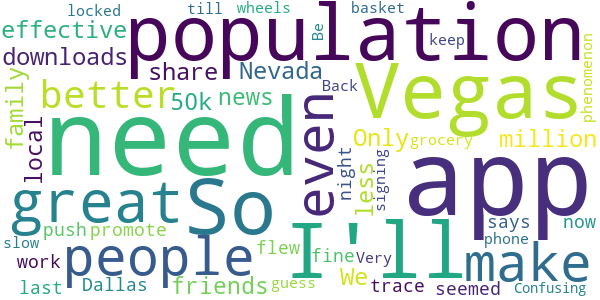 locked till wheels Be basket
effective population keep
downloads share Nevada Back
family better 50k news Vegas phenomenon
local need even Only grocery million
night less signing app
great So I'll says now
push promote people friends flew fine Very We make phone
slow work last Dallas guess trace seemed Confusing